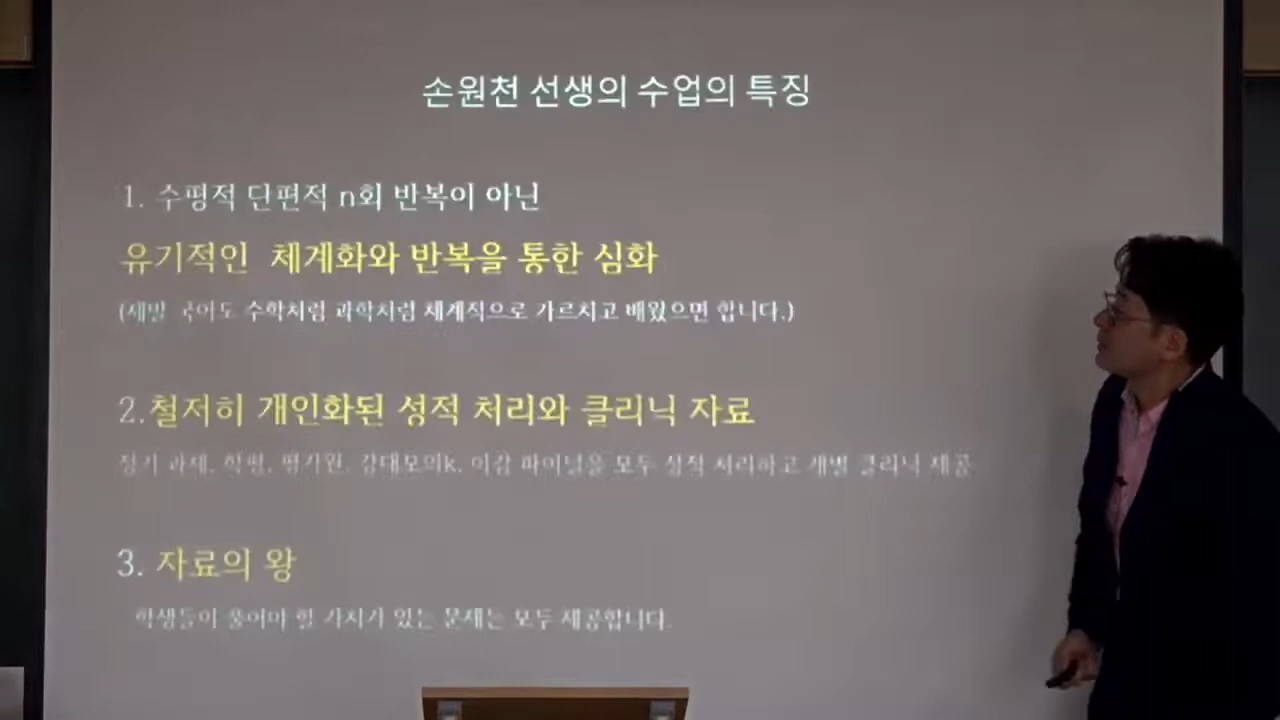 손원천 선생의 수업의 특징
1. 수평적 단편적 n회 반복이 아닌
유기적인 체계화와 반복을 통한 심화
(제발 국어도 수학처럼 과학처럼 체계적으로 가르치고 배웠으면 합니다.)
2.철저히 개인화된 성적 처리와 클리닉 자료
정기 과제, 학평, 평가원, 강대모의k, 이감 파이널을 모두 성적 처리하고 개별 클리닉 제공
3. 자료의 왕
학생들이 풀어야 할 가치가 있는 문제는 모두 제공합니다.